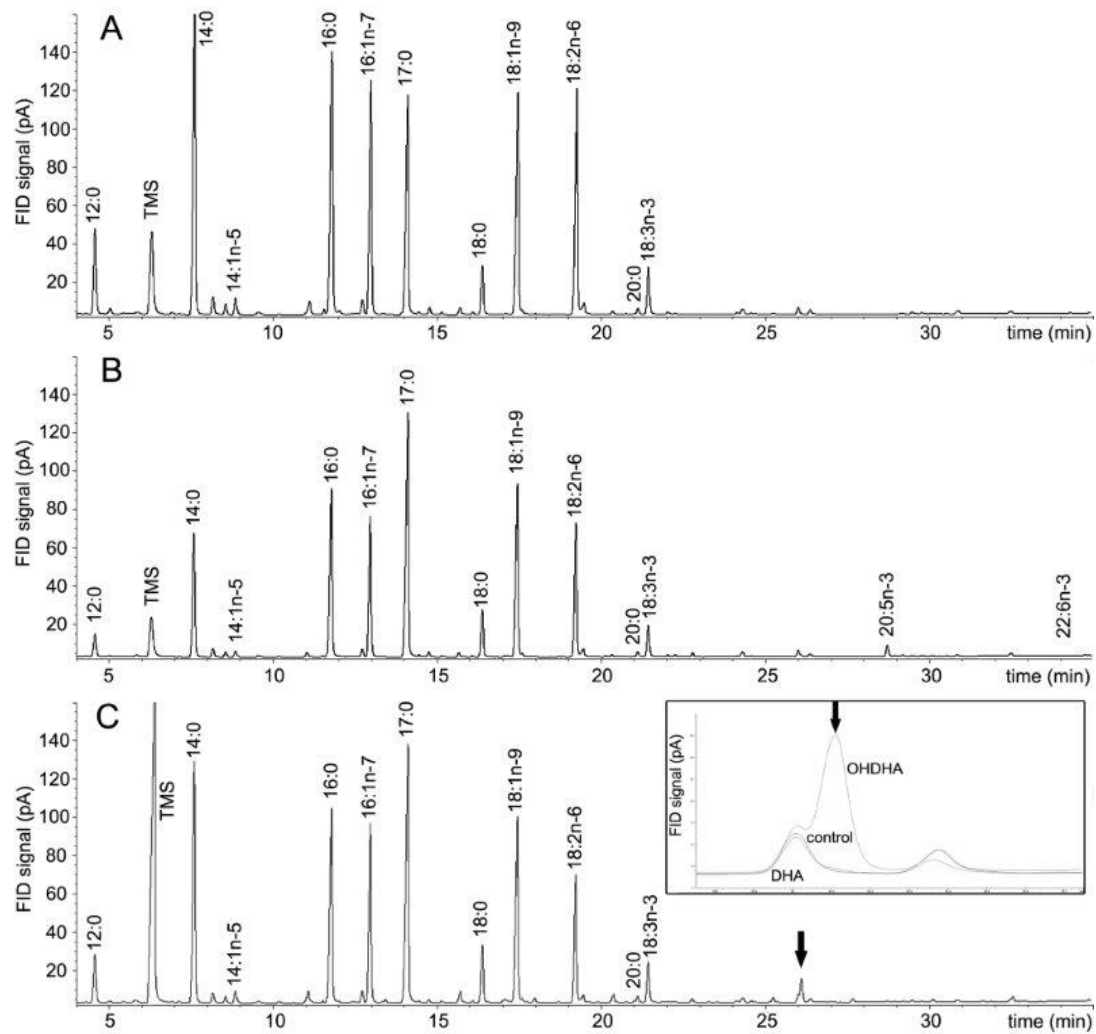 A
FID signal (pA)
140
120
100
80
60
40
20
12:0
TMS
14:0
14:1n-5
16:0
16:1n-7
17:0
18:0
18:1n-9
18:2n-6
20:0
18:3n-3
5
10
15
20
25
30
time (min)
B
FID signal (pA)
140
120
100
80
60
40
20
12:0
TMS
14:0
14:1n-5
16:0
16:1n-7
17:0
18:0
18:1n-9
18:2n-6
20:0
18:3n-3
20:5n-3
22:6n-3
5
10
15
20
25
30
time (min)
C
FID signal (pA)
140
120
100
80
60
40
20
12:0
TMS
14:0
14:1n-5
16:0
16:1n-7
17:0
18:0
18:1n-9
18:2n-6
20:0
18:3n-3
FID signal (pA)
OHDHA
control
DHA
5
10
15
20
25
30
time (min)